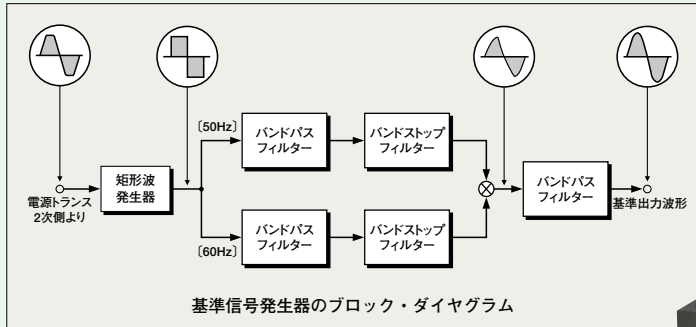 〔50Hz〕
バンドパス
フィルター
バンドストップ
フィルター
矩形波
発生器
電源トランス
2次側より
バンドパス
フィルター
基準出力波形
〔60Hz〕
バンドパス
フィルター
バンドストップ
フィルター
基準信号発生器のブロック・ダイヤグラム